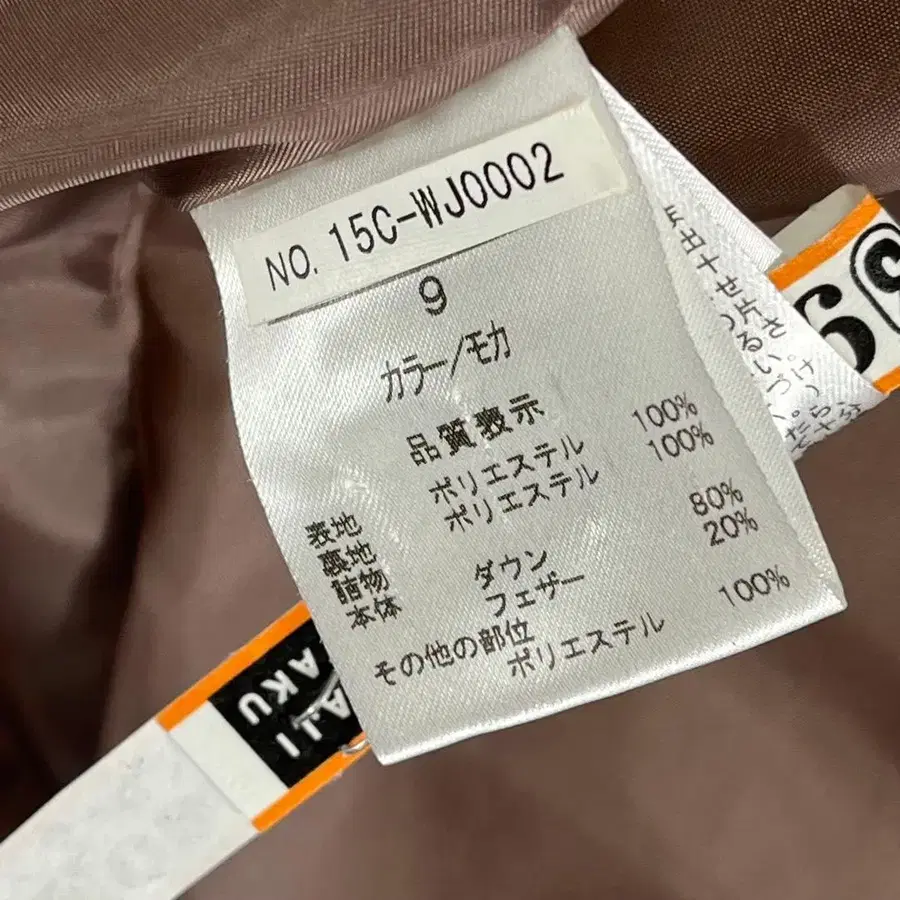 NO. 15C-WJ0002
9
カラー/モカ
品質表示
表地 ポリエステル 100%
裏地 ポリエステル 100%
詰物
本体 ダウン 80%
フェザー 20%
その他の部位
ポリエステル 100%
AJI
AKU